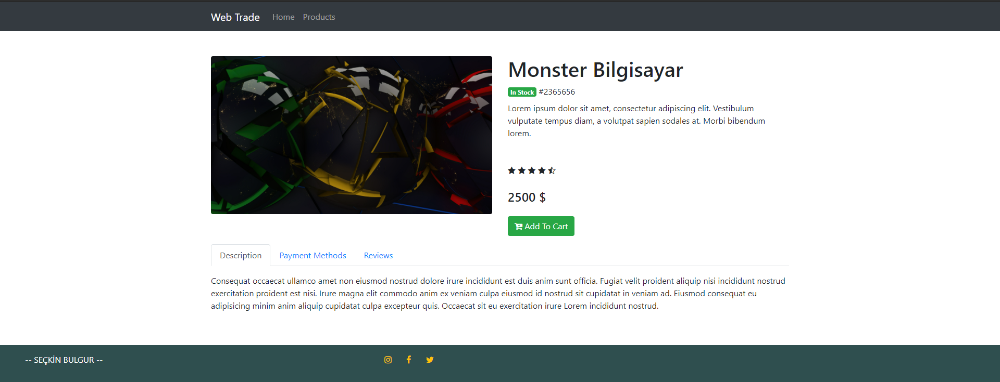 Web Trade Home Products
Monster Bilgisayar
In Stock #2365656
Lorem ipsum dolor sit amet, consectetur adipiscing elit. Vestibulum
vulputate tempus diam, a volutpat sapien sodales at. Morbi bibendum
lorem.
2500 $
Add To Cart
Description Payment Methods Reviews
Consequat occaecat ullamco amet non eiusmod nostrud dolore irure incididunt est duis anim sunt officia. Fugiat velit proident aliquip nisi incididunt nostrud
exercitation proident est nisi. Irure magna elit commodo anim ex veniam culpa eiusmod id nostrud sit cupidatat in veniam ad. Eiusmod consequat eu
adipisicing minim anim aliquip cupidatat culpa excepteur quis. Occaecat sit eu exercitation irure Lorem incididunt nostrud.
-- SEÇKİN BULGUR --